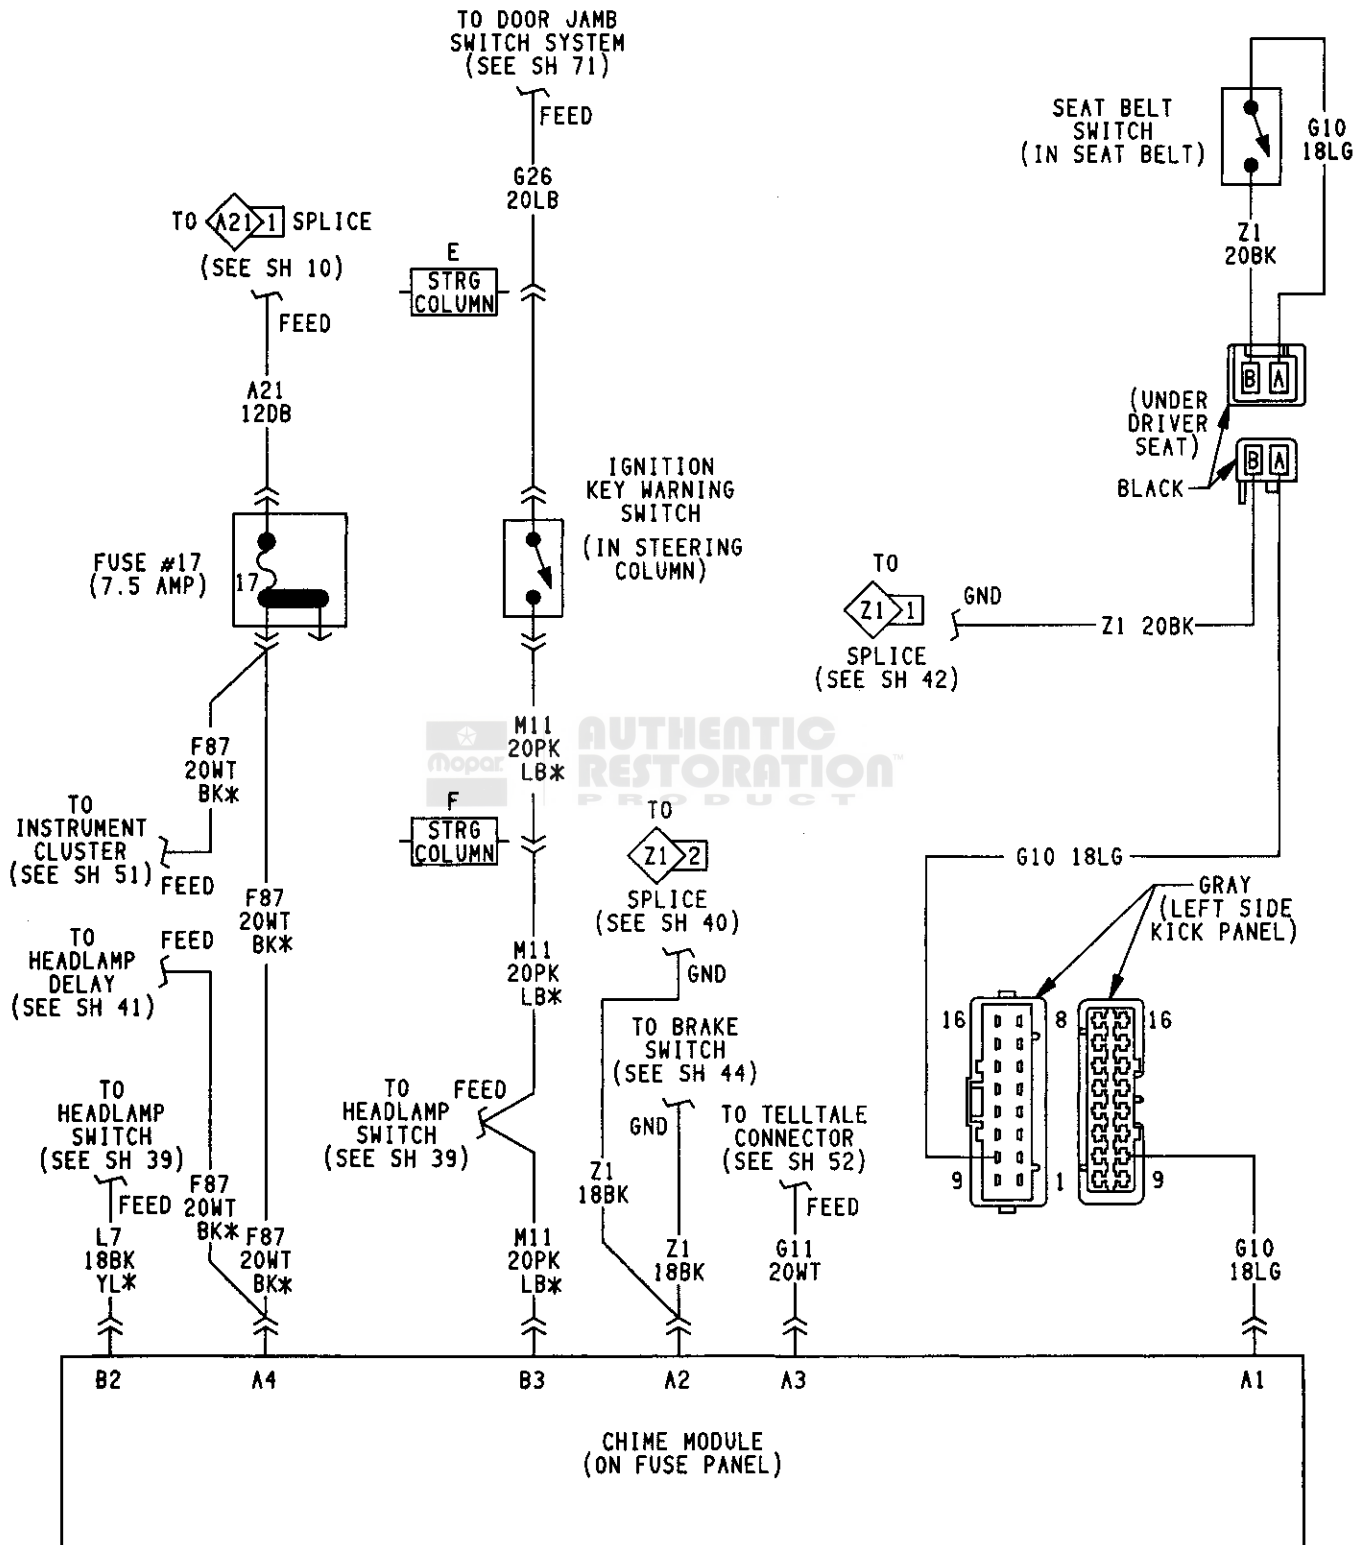 TO DOOR JAMB
SWITCH SYSTEM
(SEE SH 71)
FEED
G26
20LB
E
STRG
COLUMN
TO A21 1 SPLICE
(SEE SH 10)
FEED
A21
12DB
FUSE #17
(7.5 AMP)
17
IGNITION
KEY WARNING
SWITCH
(IN STEERING
COLUMN)
SEAT BELT
SWITCH
(IN SEAT BELT)
G10
18LG
Z1
20BK
B A
(UNDER
DRIVER
SEAT)
B A
BLACK
TO
Z1 1
GND
Z1 20BK
SPLICE
(SEE SH 42)
F87
20WT
BK*
TO
INSTRUMENT
CLUSTER
(SEE SH 51)
FEED
F87
20WT
BK*
TO
HEADLAMP
DELAY
(SEE SH 41)
FEED
M11
20PK
LB*
Mopar
AUTHENTIC
RESTORATION™
PRODUCT
F
STRG
COLUMN
M11
20PK
LB*
TO
Z1 2
SPLICE
(SEE SH 40)
GND
TO BRAKE
SWITCH
(SEE SH 44)
GND
G10 18LG
GRAY
(LEFT SIDE
KICK PANEL)
16 8 16
9 1 9
TO
HEADLAMP
SWITCH
(SEE SH 39)
FEED
L7
18BK
YL*
F87
20WT
BK*
F87
20WT
BK*
TO
HEADLAMP
SWITCH
(SEE SH 39)
FEED
M11
20PK
LB*
Z1
18BK
Z1
18BK
TO TELLTALE
CONNECTOR
(SEE SH 52)
FEED
G11
20WT
G10
18LG
B2 A4 B3 A2 A3 A1
CHIME MODULE
(ON FUSE PANEL)